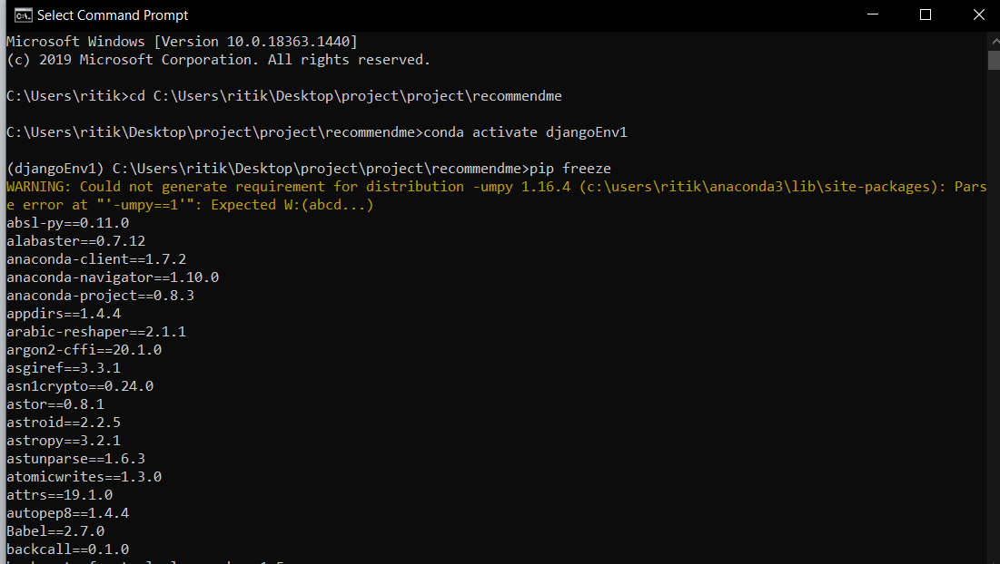 Select Command Prompt
Microsoft Windows [Version 10.0.18363.1440]
(c) 2019 Microsoft Corporation. All rights reserved.
C:\Users\ritik>cd C:\Users\ritik\Desktop\project\project\recommendme
C:\Users\ritik\Desktop\project\project\recommendme>conda activate djangoEnv1
(djangoEnv1) C:\Users\ritik\Desktop\project\project\recommendme>pip freeze
WARNING: Could not generate requirement for distribution -umpy 1.16.4 (c:\users\ritik\anaconda3\lib\site-packages): Pars
e error at "'-umpy==1'": Expected W:(abcd...)
absl-py==0.11.0
alabaster==0.7.12
anaconda-client==1.7.2
anaconda-navigator==1.10.0
anaconda-project==0.8.3
appdirs==1.4.4
arabic-reshaper==2.1.1
argon2-cffi==20.1.0
asgiref==3.3.1
asn1crypto==0.24.0
astor==0.8.1
astroid==2.2.5
astropy==3.2.1
astunparse==1.6.3
atomicwrites==1.3.0
attrs==19.1.0
autopep8==1.4.4
Babel==2.7.0
backcall==0.1.0